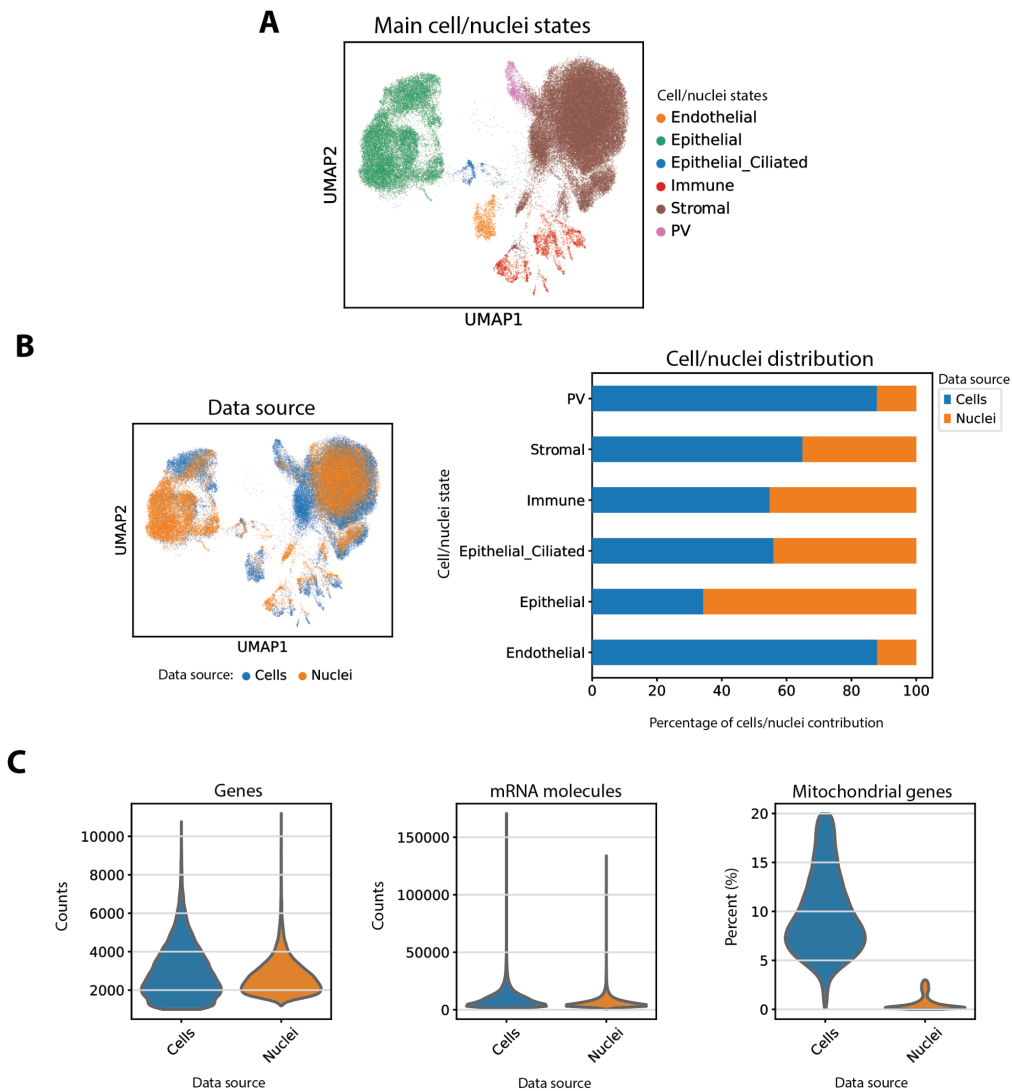 A
Main cell/nuclei states
UMAP2
UMAP1
Cell/nuclei states
Endothelial
Epithelial
Epithelial_Ciliated
Immune
Stromal
PV
B
Data source
UMAP2
UMAP1
Data source: Cells Nuclei
Cell/nuclei distribution
Cell/nuclei state
PV
Stromal
Immune
Epithelial_Ciliated
Epithelial
Endothelial
0 20 40 60 80 100
Percentage of cells/nuclei contribution
Data source
Cells
Nuclei
C
Genes
Counts
10000
8000
6000
4000
2000
Cells Nuclei
Data source
mRNA molecules
Counts
150000
100000
50000
0
Cells Nuclei
Data source
Mitochondrial genes
Percent (%)
20
15
10
5
0
Cells Nuclei
Data source